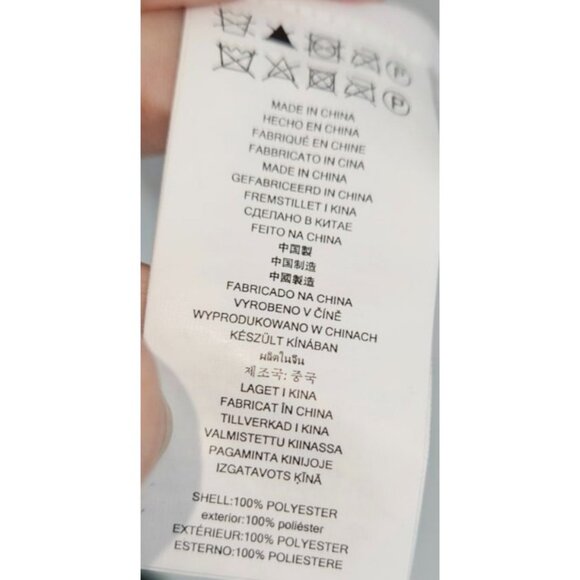 MADE IN CHINA
HECHO EN CHINA
FABRIQUÉ EN CHINE
FABBRICATO IN CINA
MADE IN CHINA
GEFABRICEERD IN CHINA
FREMSTILLET I KINA
СДЕЛАНО В КИТАЕ
FEITO NA CHINA
中国製
中国制造
中國製造
FABRICADO NA CHINA
VYROBENO V ČÍNĚ
WYPRODUKOWANO W CHINACH
KÉSZÜLT KÍNÁBAN
ผลิตในจีน
제조국: 중국
LAGET I KINA
FABRICAT ÎN CHINA
TILLVERKAD I KINA
VALMISTETTU KIINASSA
PAGAMINTA KINIJOJE
IZGATAVOTS ĶĪNĀ
SHELL:100% POLYESTER
exterior:100% poliéster
EXTÉRIEUR:100% POLYESTER
ESTERNO:100% POLIESTERE